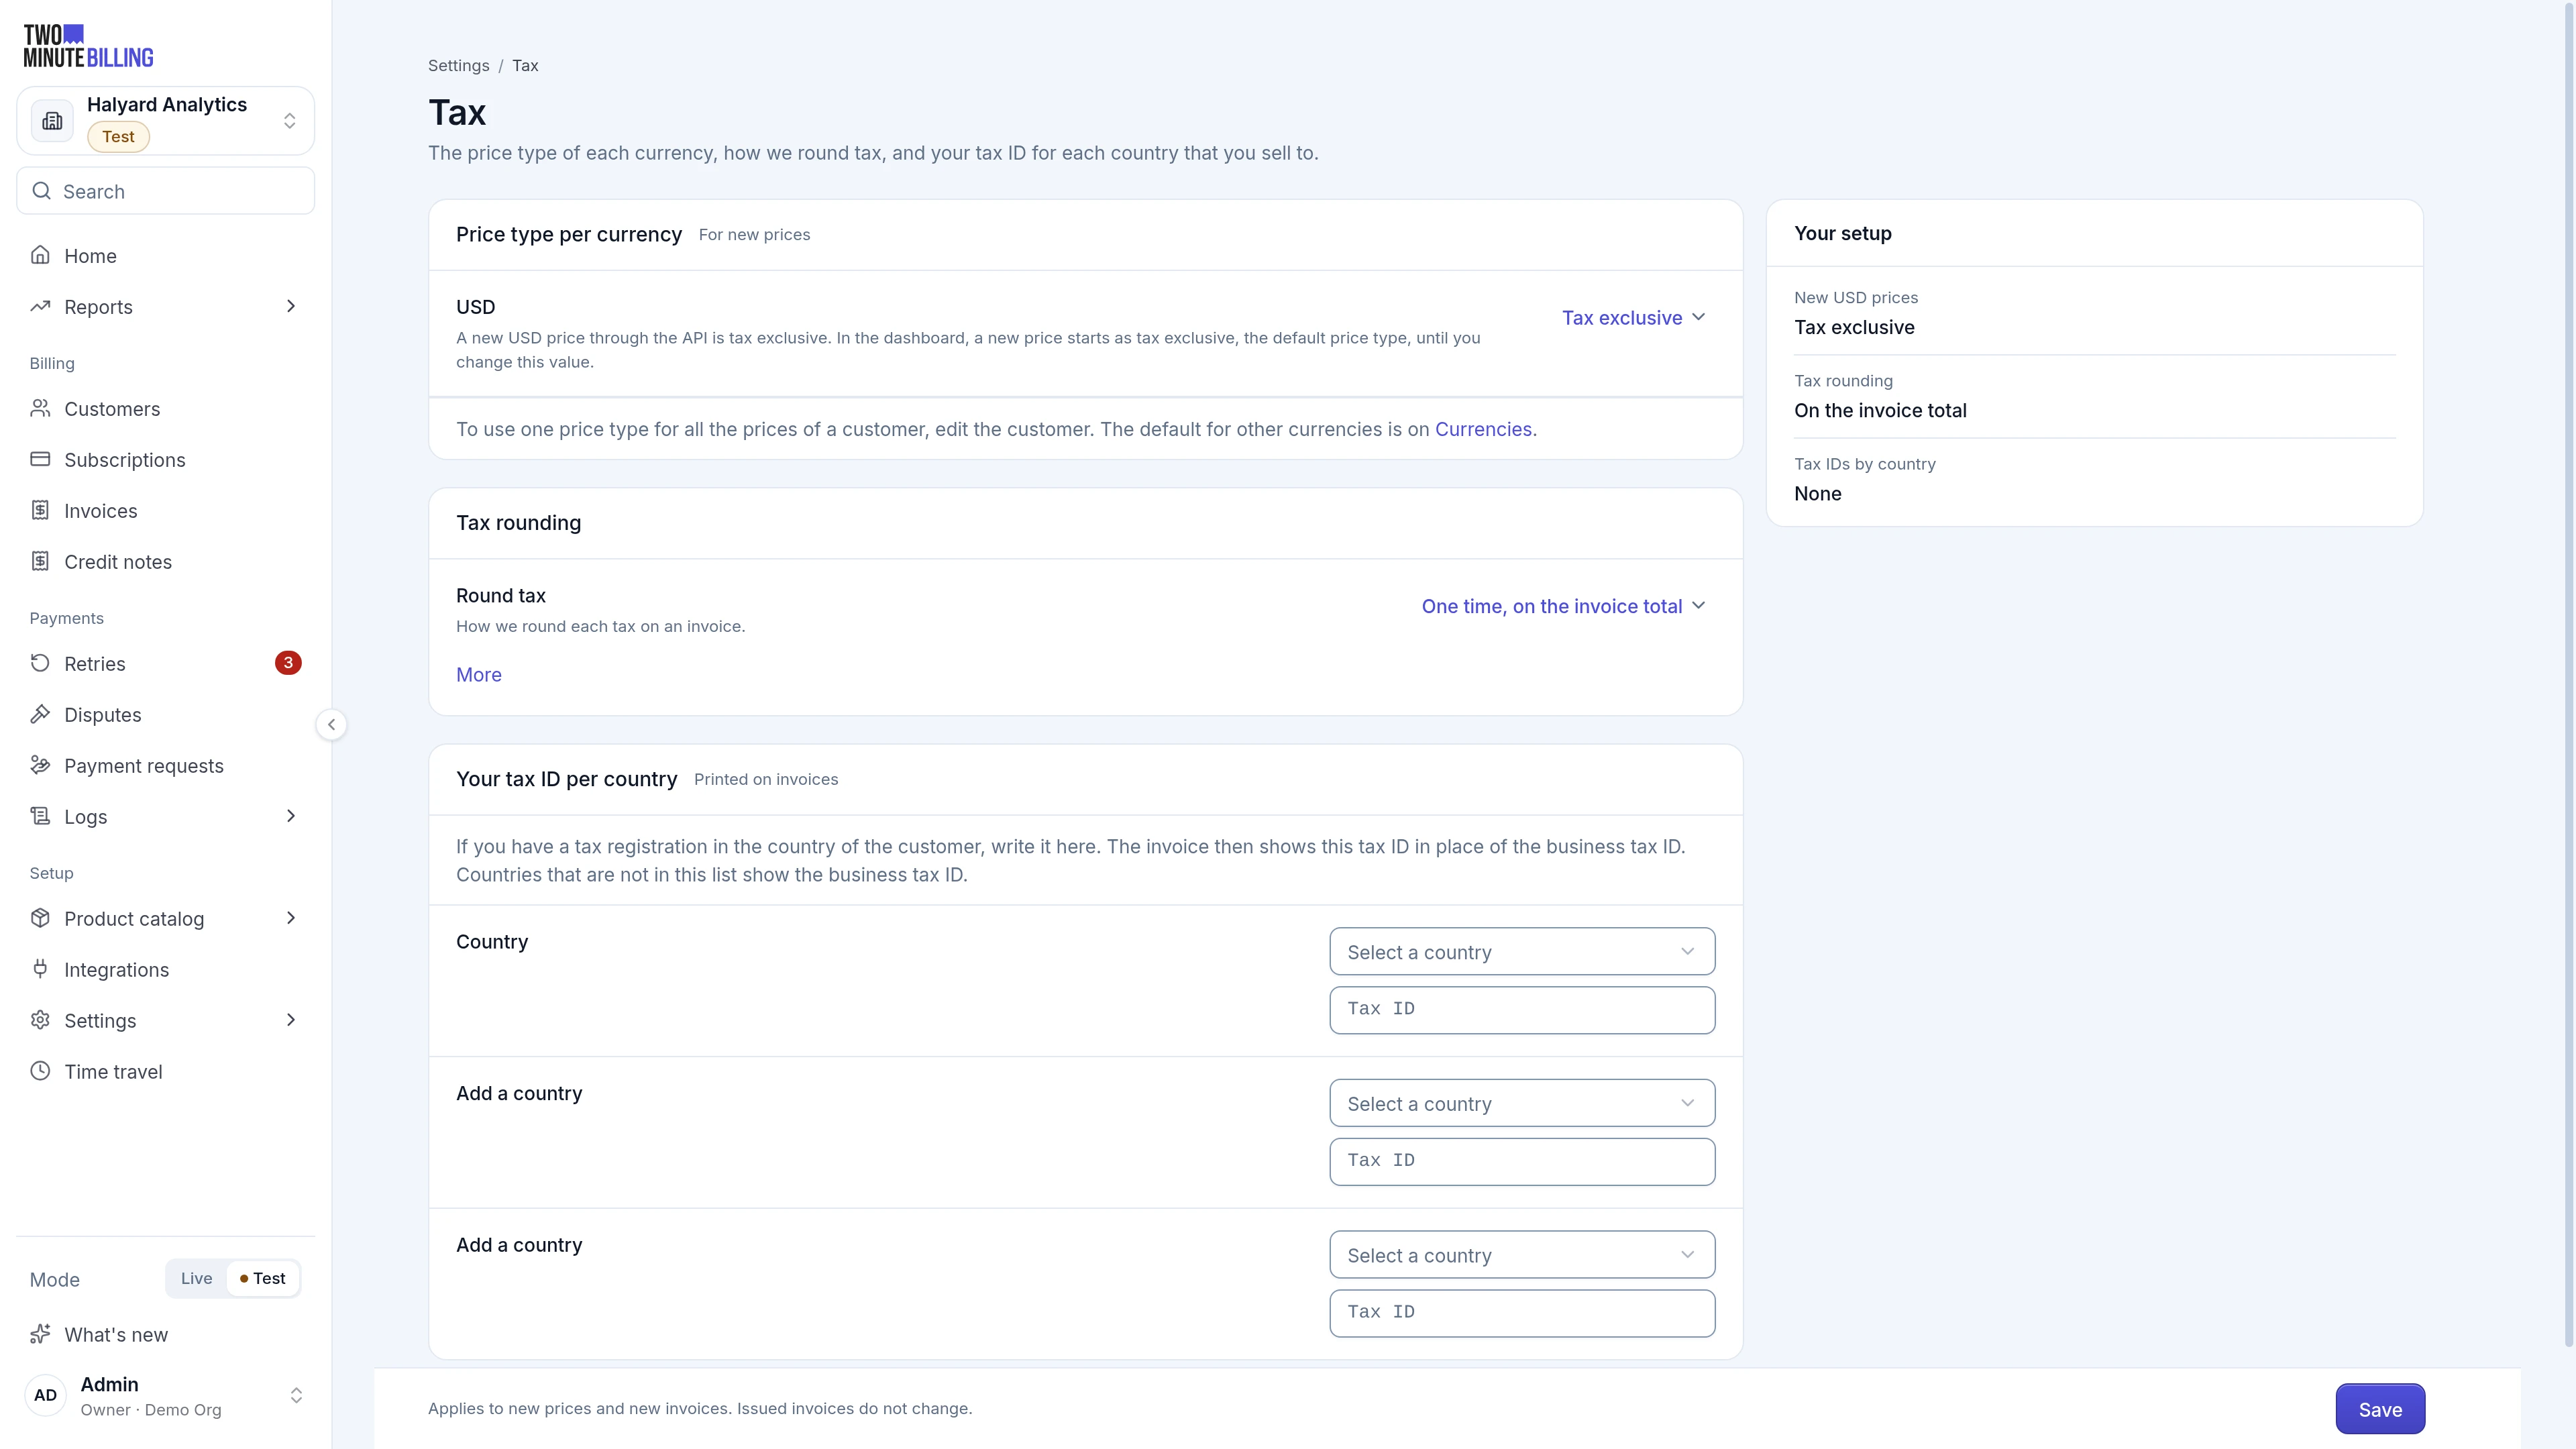 TWO
MINUTE BILLING
Halyard Analytics
Test
Search
Home
Reports
Billing
Customers
Subscriptions
Invoices
Credit notes
Payments
Retries
3
Disputes
Payment requests
Logs
Setup
Product catalog
Integrations
Settings
Time travel
Mode
Live
Test
What's new
AD
Admin
Owner · Demo Org
Settings / Tax
Tax
The price type of each currency, how we round tax, and your tax ID for each country that you sell to.
Price type per currency For new prices
USD
A new USD price through the API is tax exclusive. In the dashboard, a new price starts as tax exclusive, the default price type, until you
change this value.
Tax exclusive
To use one price type for all the prices of a customer, edit the customer. The default for other currencies is on Currencies.
Tax rounding
Round tax
How we round each tax on an invoice.
One time, on the invoice total
More
Your tax ID per country Printed on invoices
If you have a tax registration in the country of the customer, write it here. The invoice then shows this tax ID in place of the business tax ID.
Countries that are not in this list show the business tax ID.
Country
Select a country
Tax ID
Add a country
Select a country
Tax ID
Add a country
Select a country
Tax ID
Your setup
New USD prices
Tax exclusive
Tax rounding
On the invoice total
Tax IDs by country
None
Applies to new prices and new invoices. Issued invoices do not change.
Save